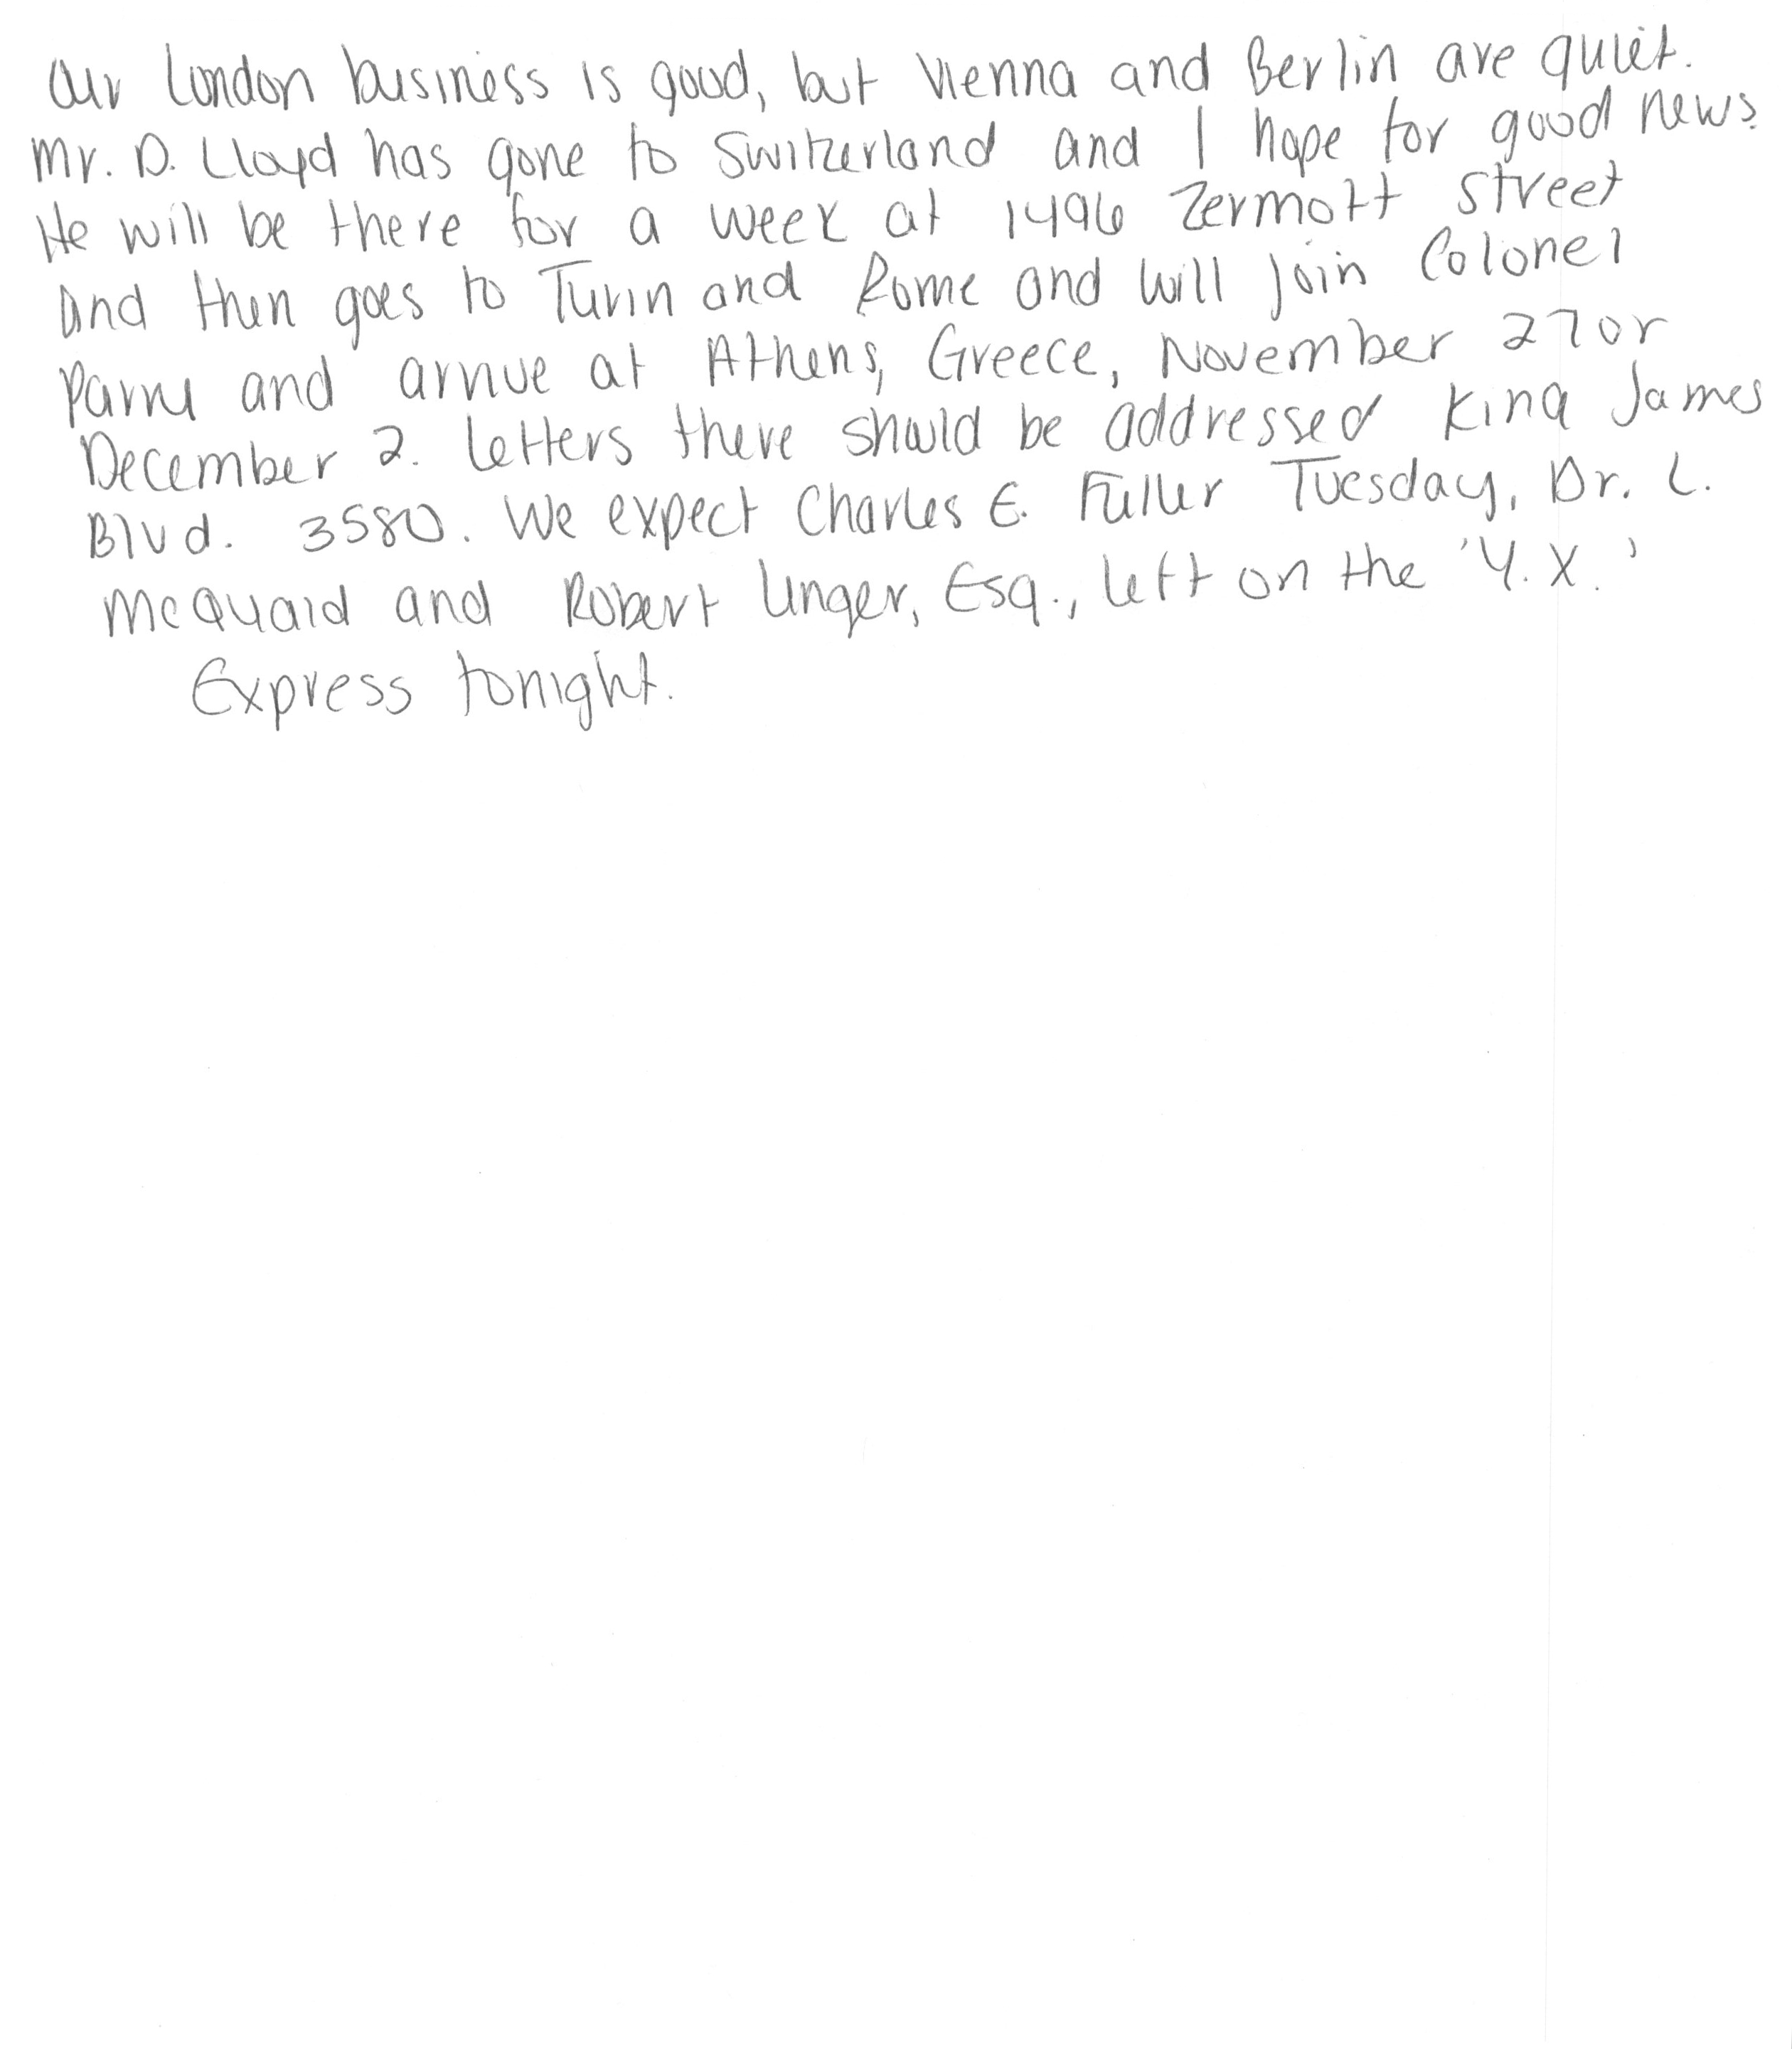 Our London business is good, but Vienna and Berlin are quiet.
Mr. D. Lloyd has gone to Switzerland and I hope for good news.
He will be there for a week at 1496 Zermott street
and then goes to Turin and Rome and will join Colonel
Parry and arrive at Athens, Greece, November 27 or
December 2. Letters there should be addressed King James
Blvd. 3580. We expect Charles E. Fuller Tuesday. Dr. L.
McQuaid and Robert Unger, Esq., left on the 'Y.X.'
Express tonight.